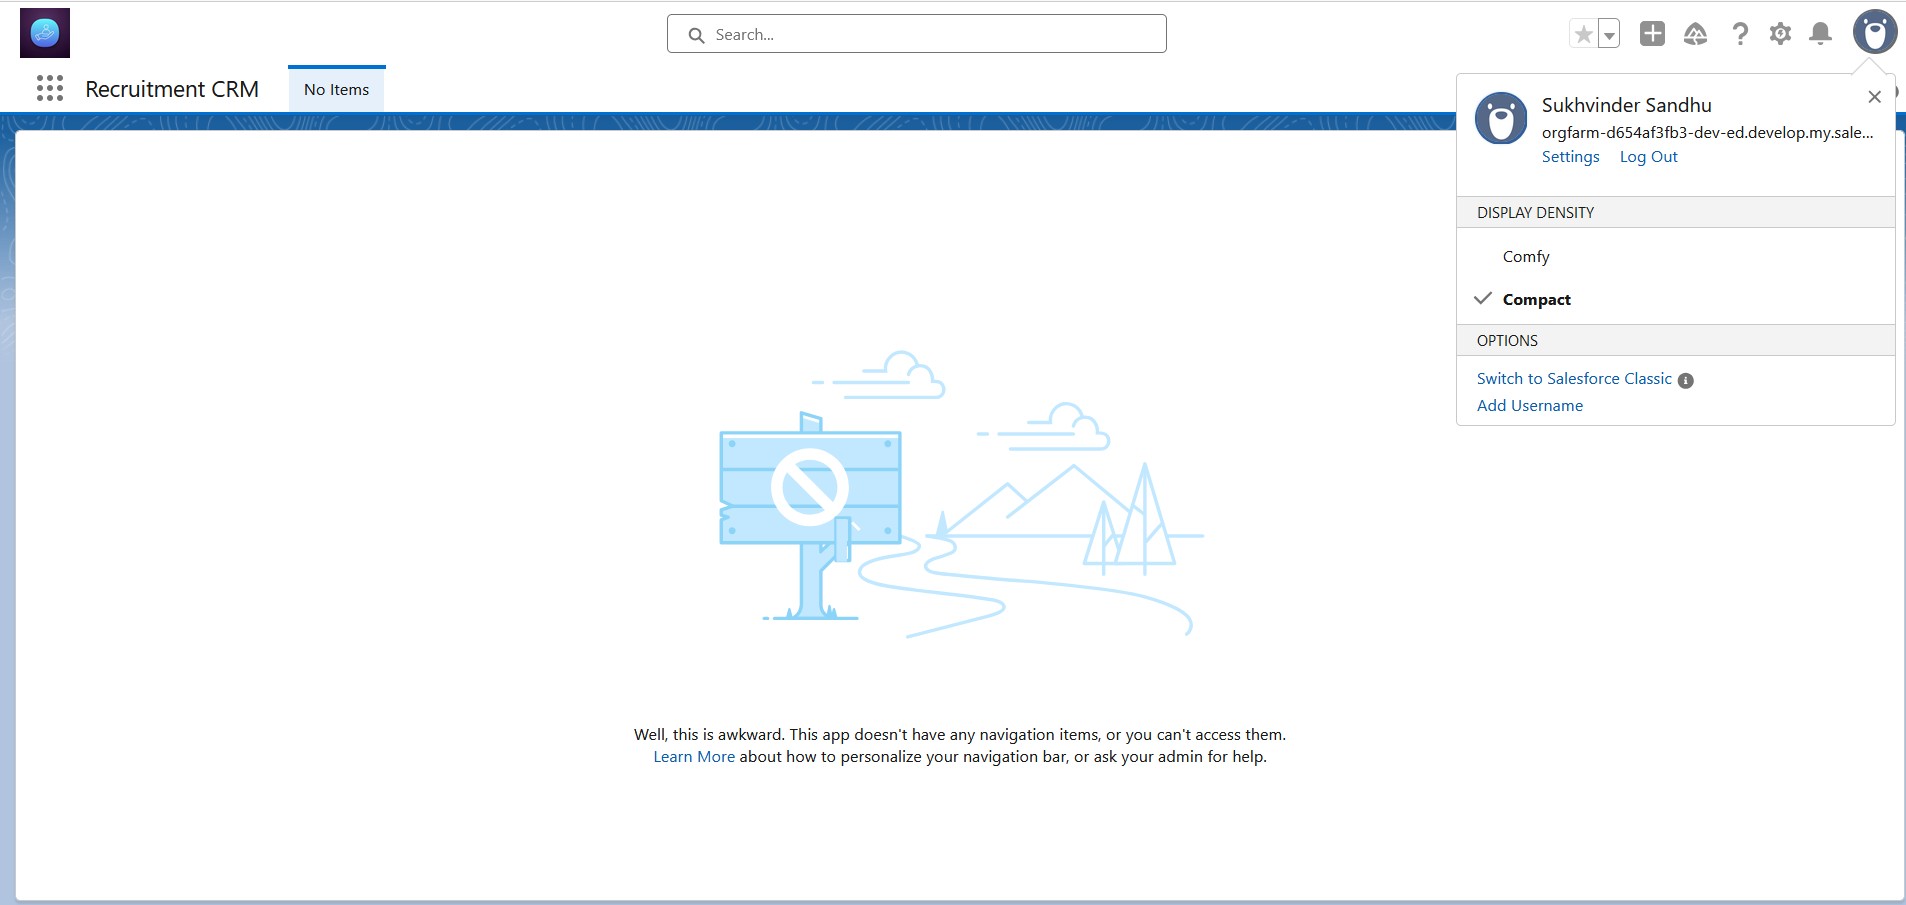 Search...
Recruitment CRM
No Items
Sukhvinder Sandhu
orgfarm-d654af3fb3-dev-ed.develop.my.sale...
Settings Log Out
DISPLAY DENSITY
Comfy
Compact
OPTIONS
Switch to Salesforce Classic
Add Username
Well, this is awkward. This app doesn't have any navigation items, or you can't access them.
Learn More about how to personalize your navigation bar, or ask your admin for help.